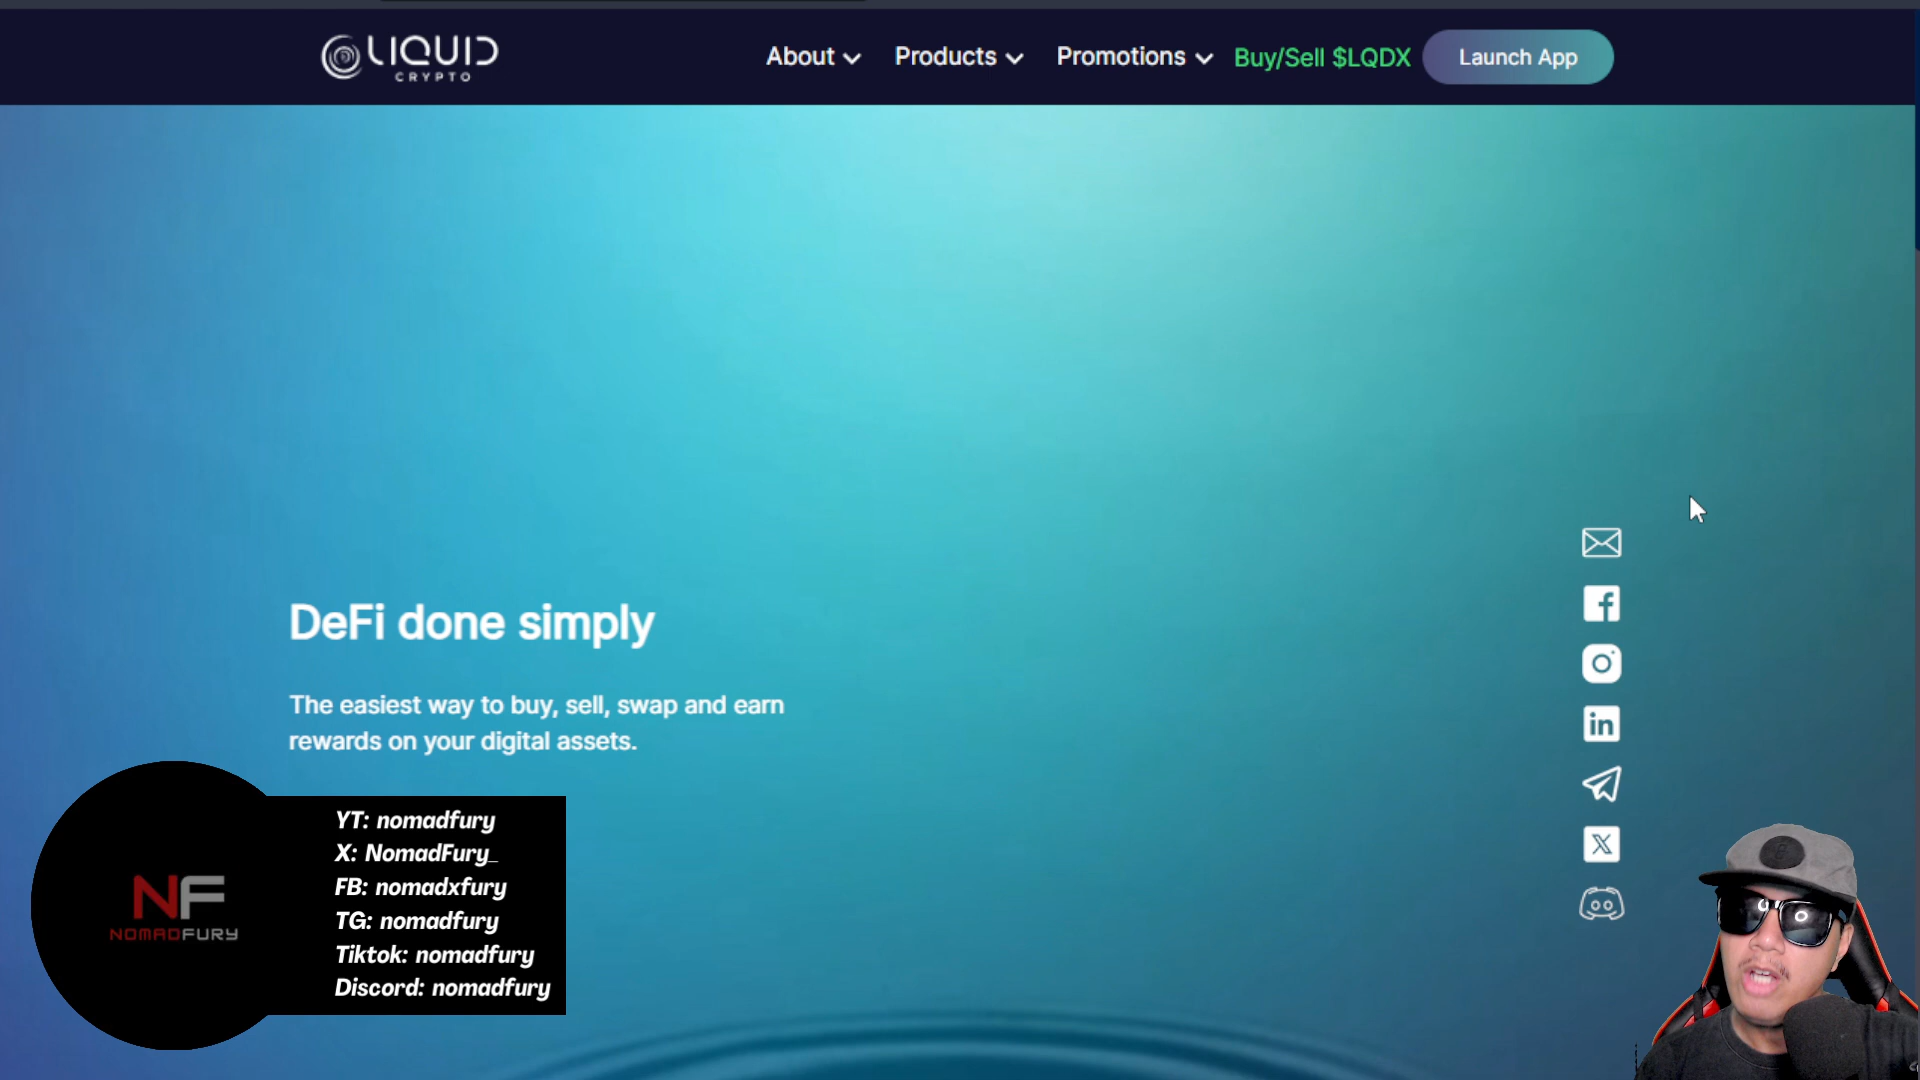 LIQUID
CRYPTO
About
Products
Promotions
Buy/Sell $LQDX
Launch App
DeFi done simply
The easiest way to buy, sell, swap and earn
rewards on your digital assets.
NF
NOMADFURY
YT: nomadfury
X: NomadFury_
FB: nomadxfury
TG: nomadfury
Tiktok: nomadfury
Discord: nomadfury